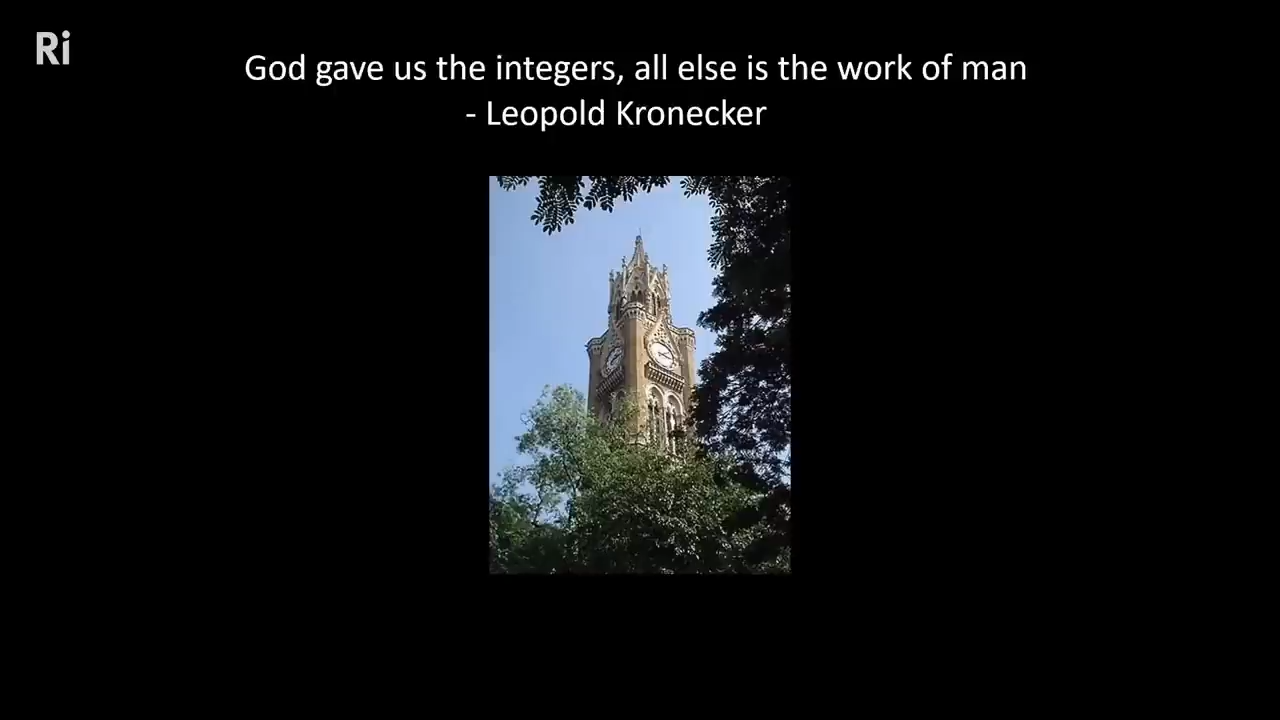 Ri
God gave us the integers, all else is the work of man
- Leopold Kronecker